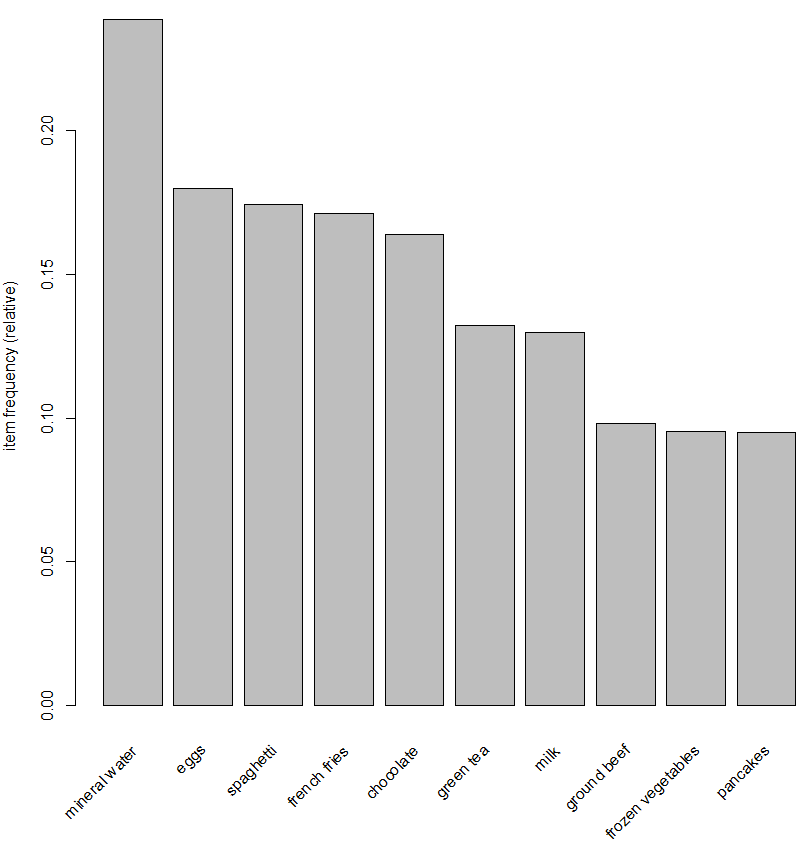 item frequency (relative)
0.20
0.15
0.10
0.05
0.00
mineral water
eggs
spaghetti
french fries
chocolate
green tea
milk
ground beef
frozen vegetables
pancakes